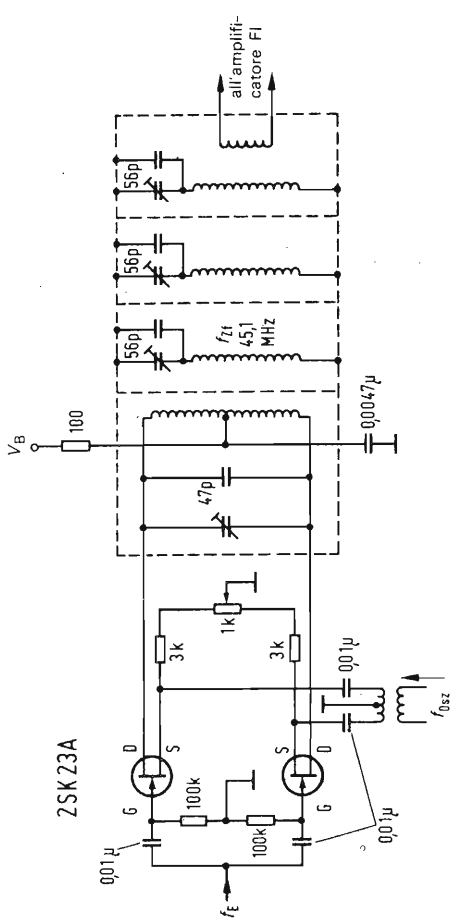 2SK23A
f_E
0,01µ
G
D
S
100k
100k
S
G
D
0,01µ
3k
1k
3k
0,01µ
f_Osz
V_B
100
47p
0,0047µ
56p
f_Zf
45,1
MHz
56p
56p
all'amplifi-
catore FI